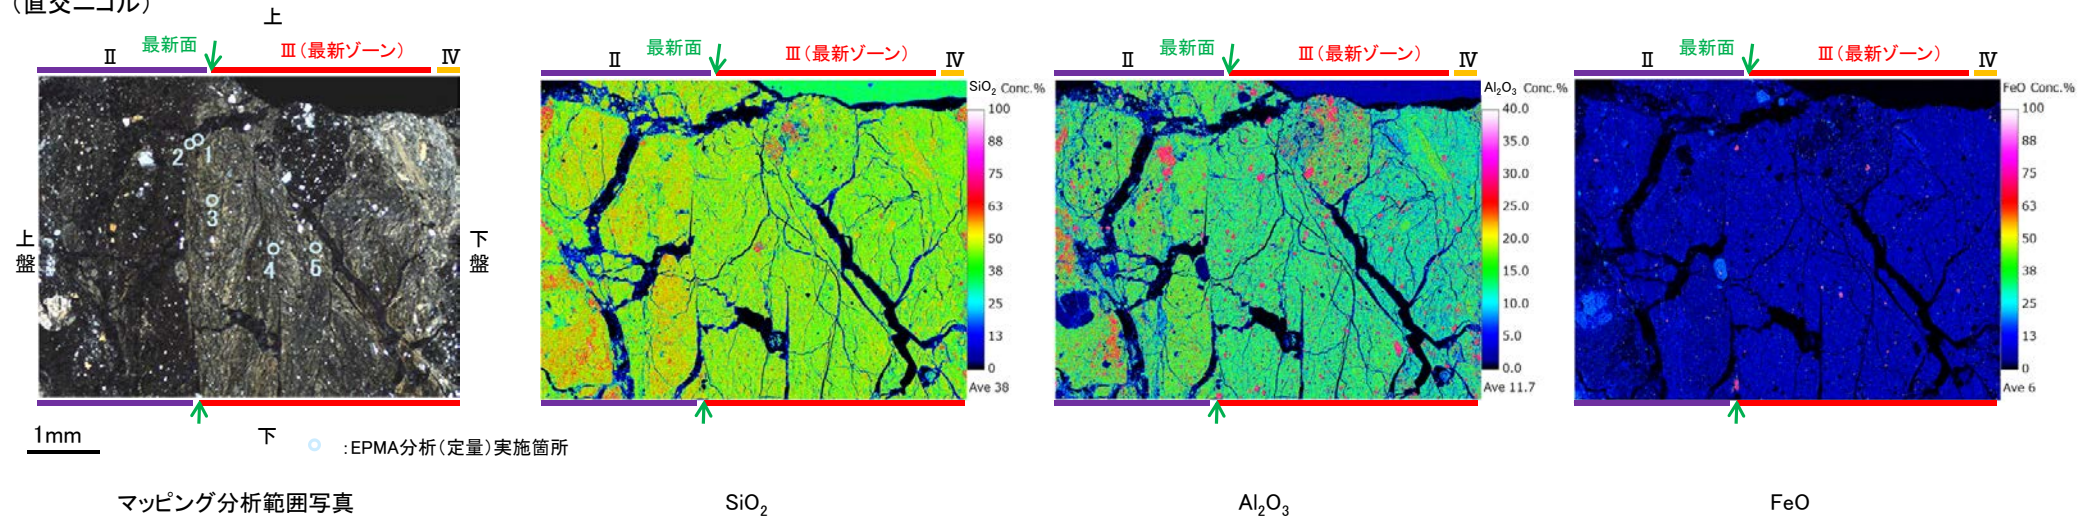 (直交ニコル)
上
Ⅱ 最新面 Ⅲ(最新ゾーン) Ⅳ
上盤
下盤
1
2
3
4
5
下
1mm
:EPMA分析(定量)実施箇所
マッピング分析範囲写真
Ⅱ 最新面 Ⅲ(最新ゾーン) Ⅳ
SiO₂ Conc.%
100
88
75
63
50
38
25
13
0
Ave 38
SiO₂
Ⅱ 最新面 Ⅲ(最新ゾーン) Ⅳ
Al₂O₃ Conc.%
40.0
35.0
30.0
25.0
20.0
15.0
10.0
5.0
0.0
Ave 11.7
Al₂O₃
Ⅱ 最新面 Ⅲ(最新ゾーン) Ⅳ
FeO Conc.%
100
88
75
63
50
38
25
13
0
Ave 6
FeO